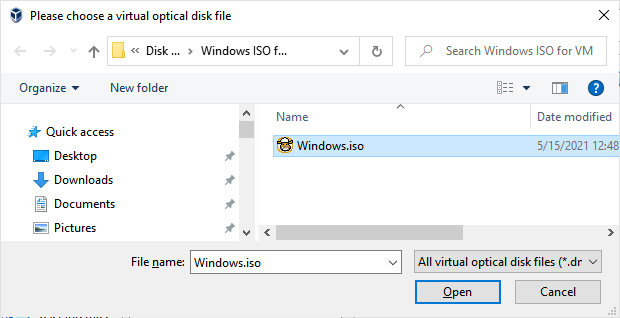 Please choose a virtual optical disk file
« Disk ... > Windows ISO f... >
Search Windows ISO for VM
Organize
New folder
Quick access
Desktop
Downloads
Documents
Pictures
Name
Date modified
Windows.iso
5/15/2021 12:48
File name:
Windows.iso
All virtual optical disk files (*.dr
Open
Cancel